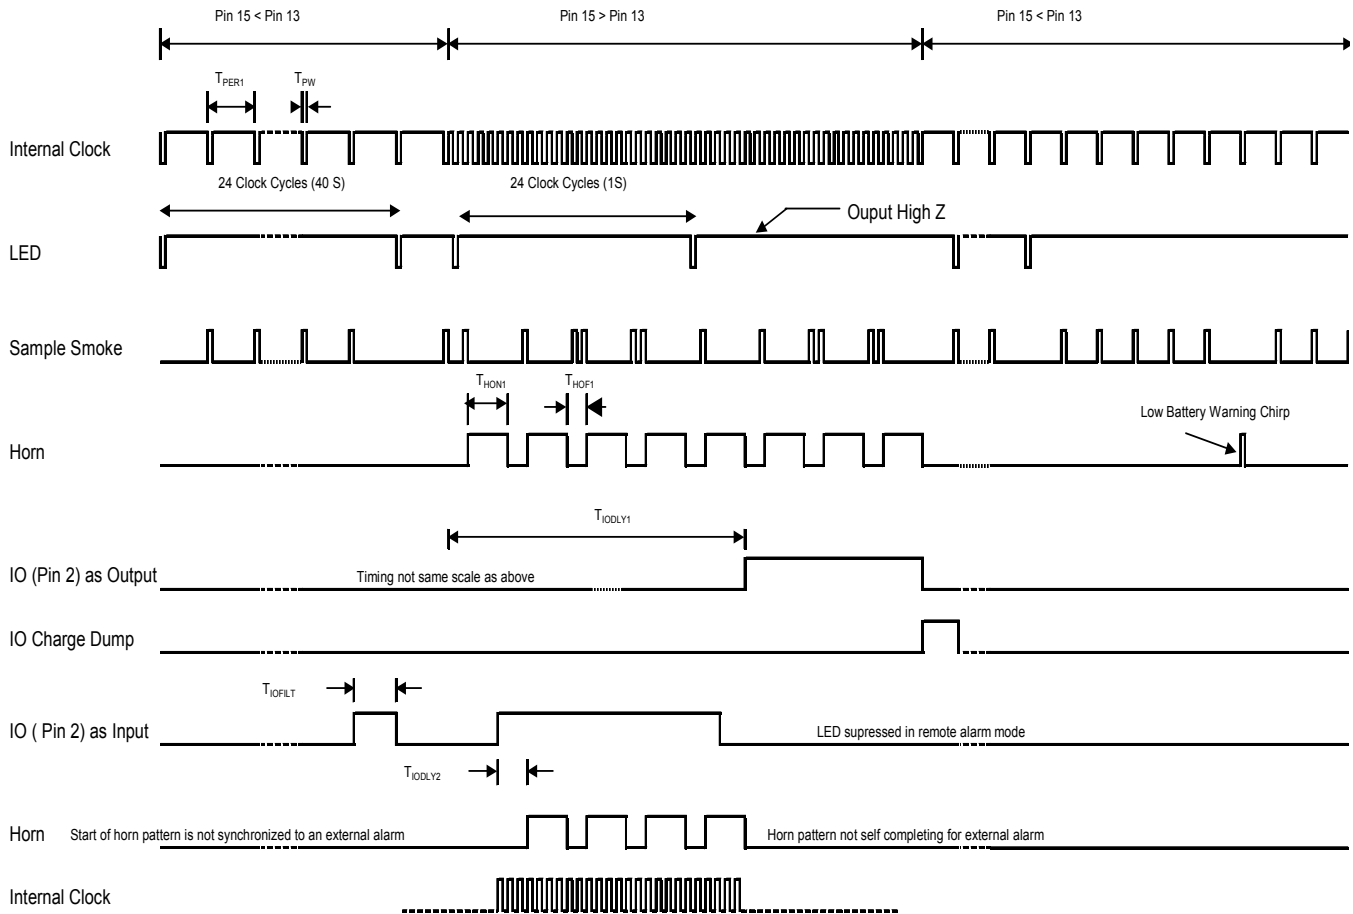 Pin 15 < Pin 13
Pin 15 > Pin 13
Pin 15 < Pin 13
TPER1
TPW
Internal Clock
24 Clock Cycles (40 S)
24 Clock Cycles (1S)
Ouput High Z
LED
Sample Smoke
THON1
THOF1
Low Battery Warning Chirp
Horn
TIODLY1
IO (Pin 2) as Output
Timing not same scale as above
IO Charge Dump
TIOFILT
IO ( Pin 2) as Input
LED supressed in remote alarm mode
TIODLY2
Horn
Start of horn pattern is not synchronized to an external alarm
Horn pattern not self completing for external alarm
Internal Clock